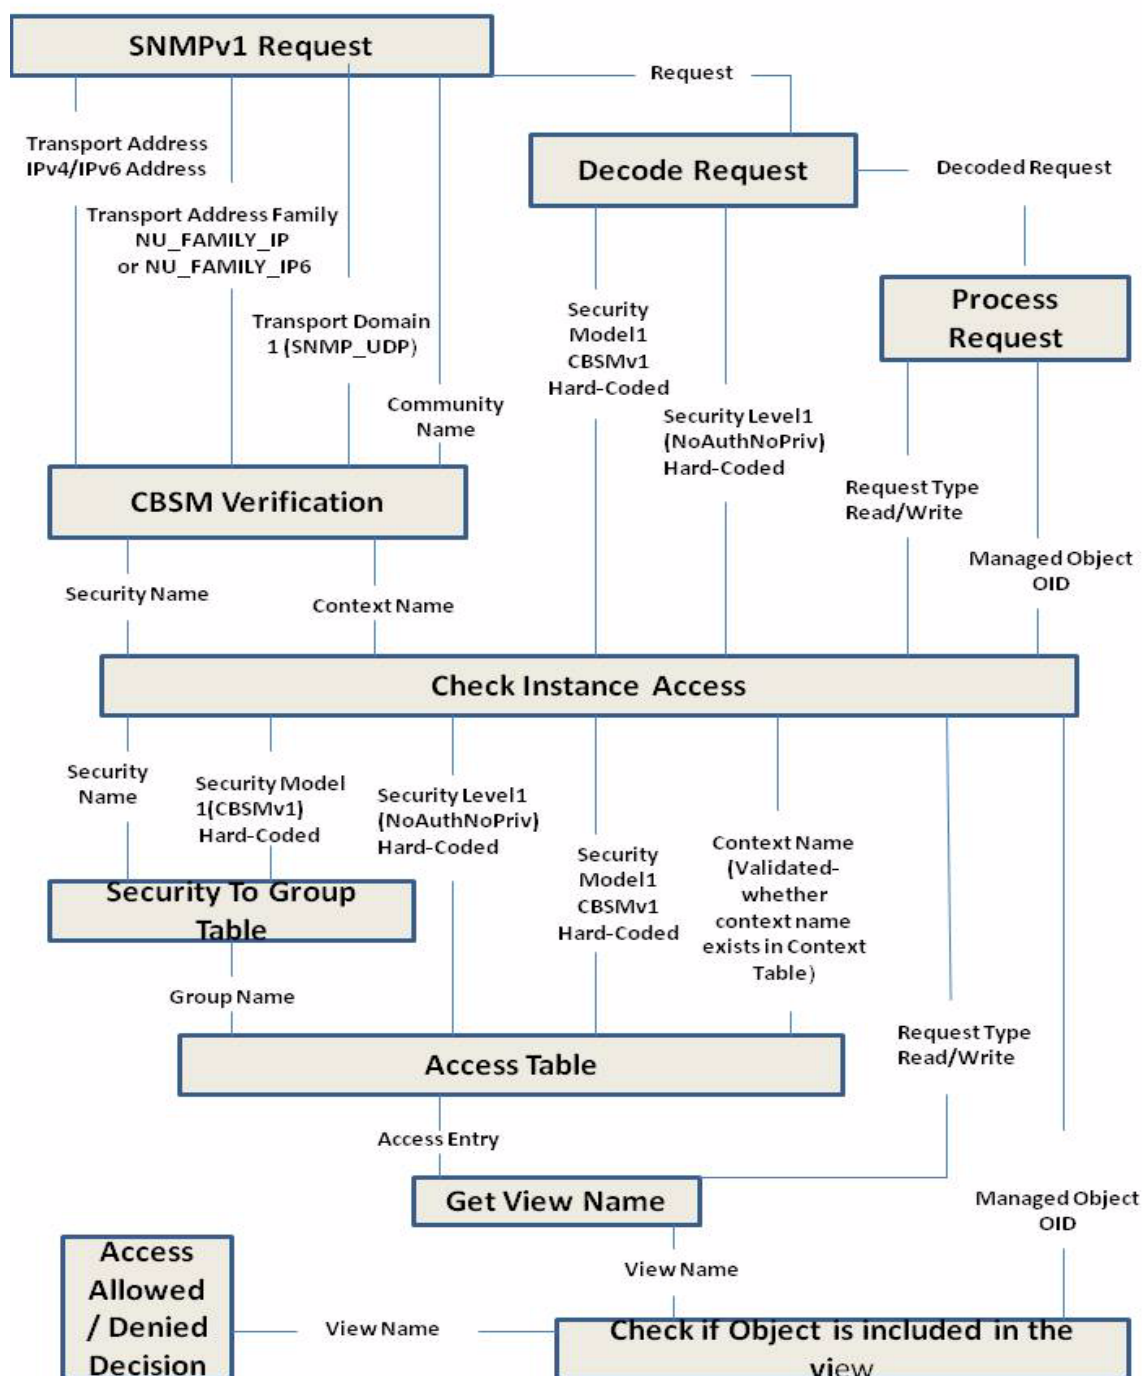 SNMPv1 Request
Request
Transport Address
IPv4/IPv6 Address
Decode Request
Decoded Request
Transport Address Family
NU_FAMILY_IP
or NU_FAMILY_IP6
Process
Request
Transport Domain
1 (SNMP_UDP)
Security
Model1
CBSMv1
Hard-Coded
Community
Name
Security Level1
(NoAuthNoPriv)
Hard-Coded
CBSM Verification
Request Type
Read/Write
Managed Object
OID
Security Name
Context Name
Check Instance Access
Security
Name
Security Model
1(CBSMv1)
Hard-Coded
Security Level1
(NoAuthNoPriv)
Hard-Coded
Security
Model1
CBSMv1
Hard-Coded
Context Name
(Validated-
whether
context name
exists in Context
Table)
Security To Group
Table
Group Name
Request Type
Read/Write
Access Table
Access Entry
Get View Name
Managed Object
OID
View Name
Access
Allowed
/ Denied
Decision
View Name
Check if Object is included in the
view